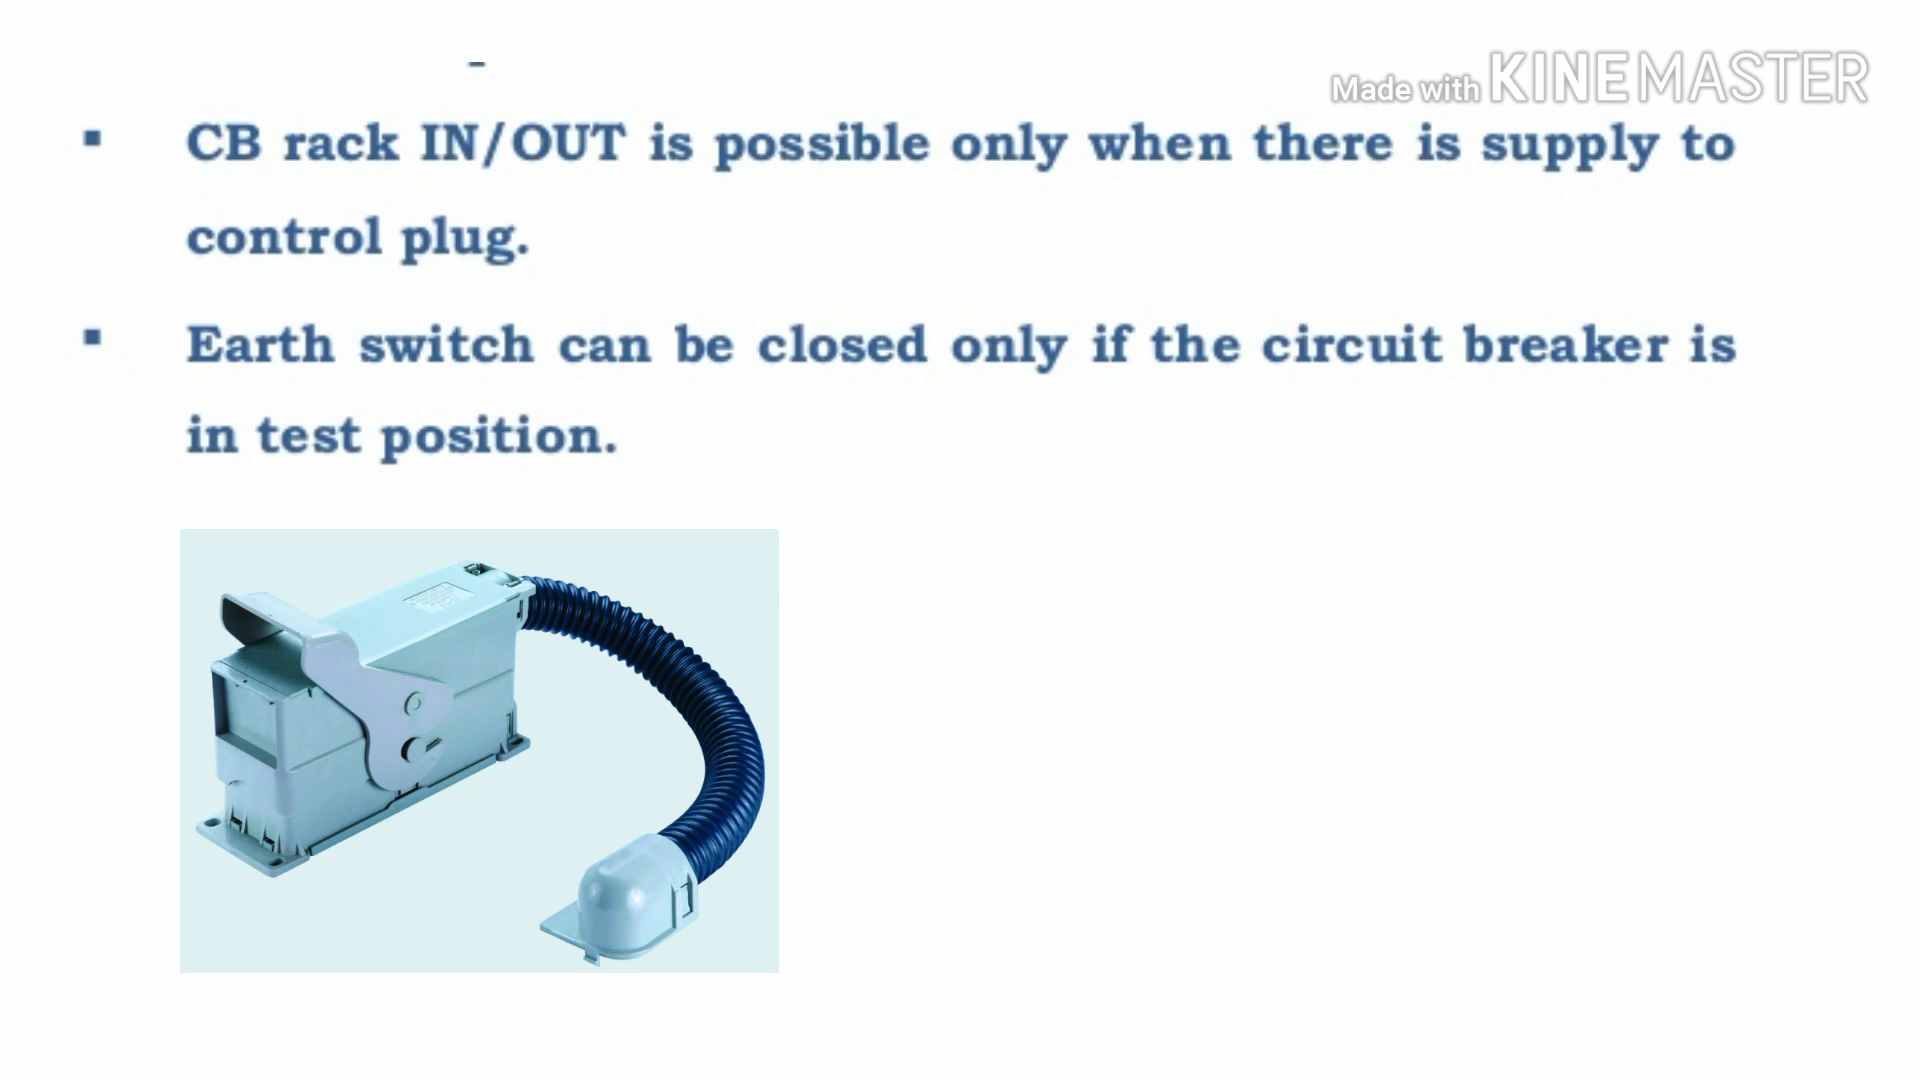 Made with KINEMASTER
▪ CB rack IN/OUT is possible only when there is supply to
control plug.
▪ Earth switch can be closed only if the circuit breaker is
in test position.